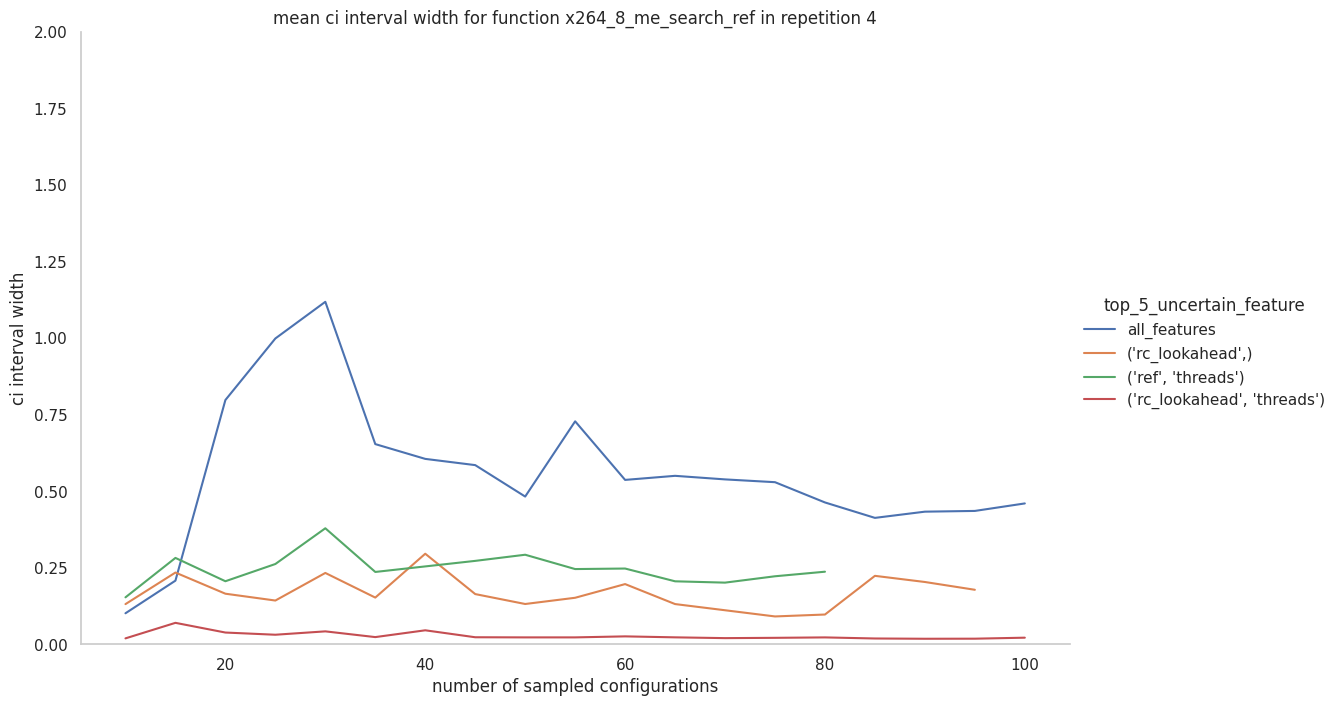 mean ci interval width for function x264_8_me_search_ref in repetition 4
2.00
1.75
1.50
1.25
1.00
0.75
0.50
0.25
0.00
ci interval width
20
40
60
80
100
number of sampled configurations
top_5_uncertain_feature
all_features
('rc_lookahead',)
('ref', 'threads')
('rc_lookahead', 'threads')